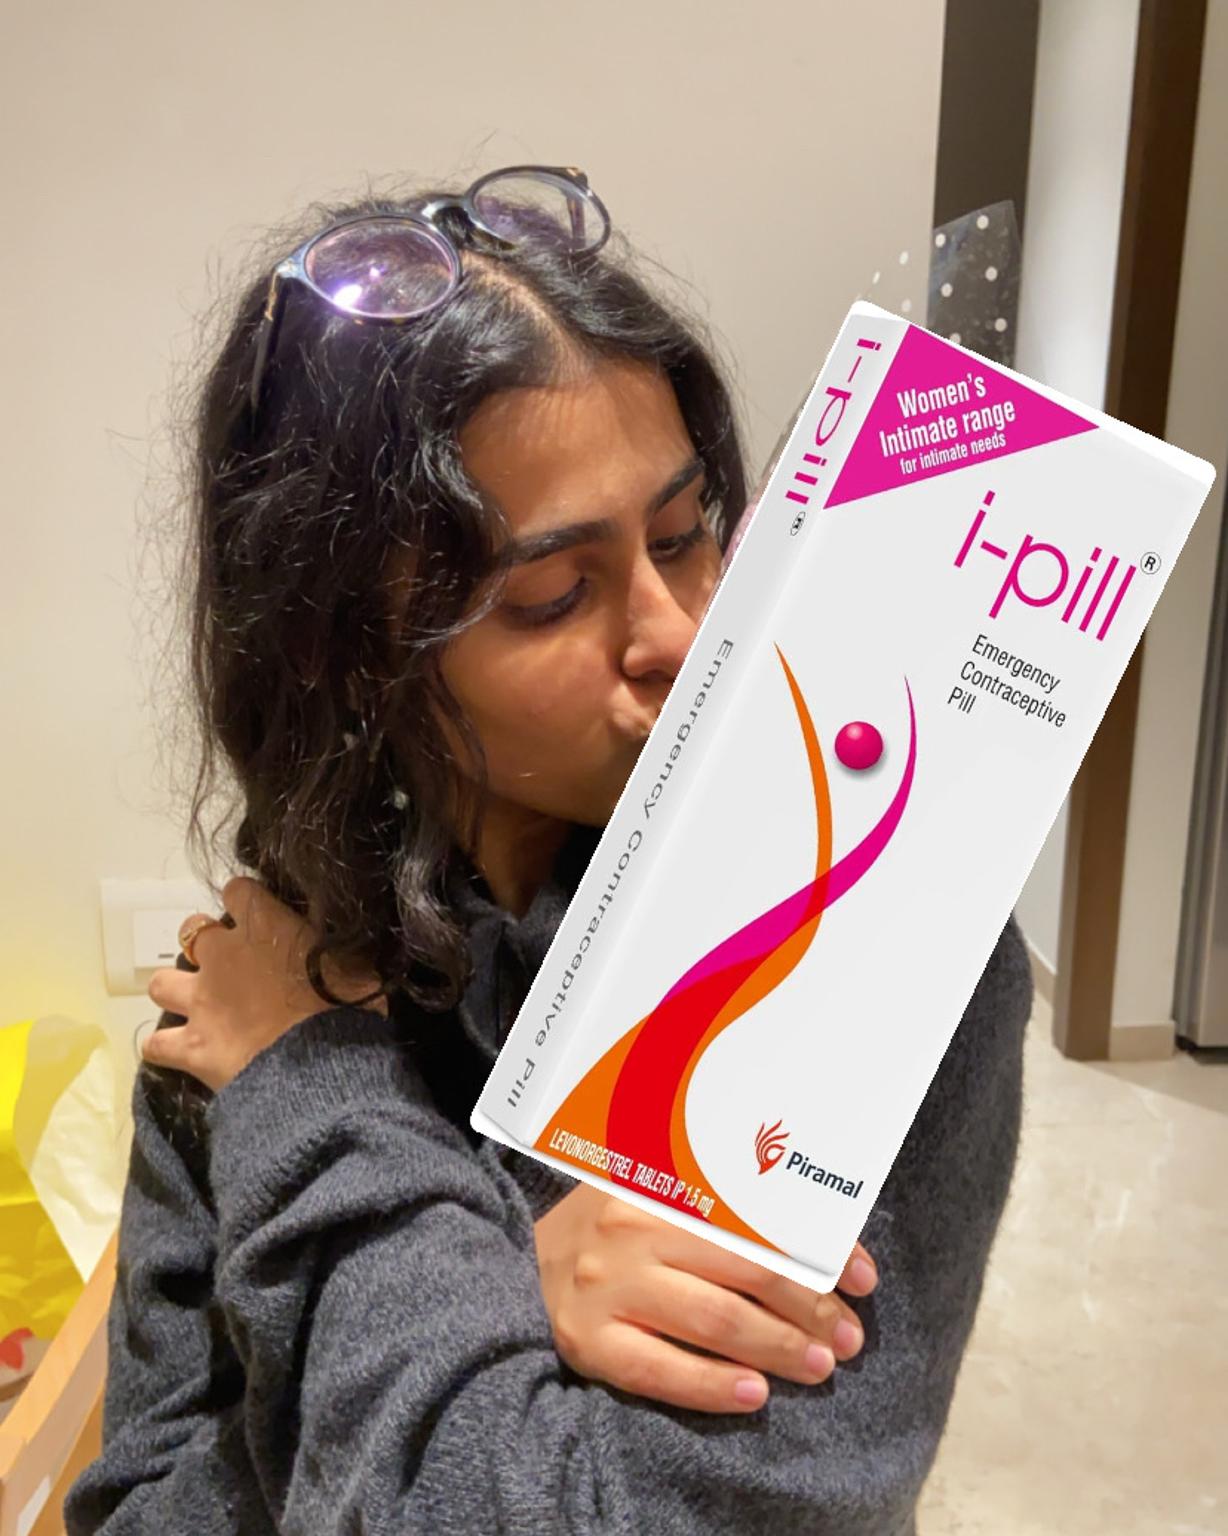 Women's
Intimate range
for intimate needs
i-pill®
Emergency
Contraceptive
Pill
i-pill®
Emergency Contraceptive Pill
LEVONORGESTREL TABLETS IP 1.5 mg
Piramal